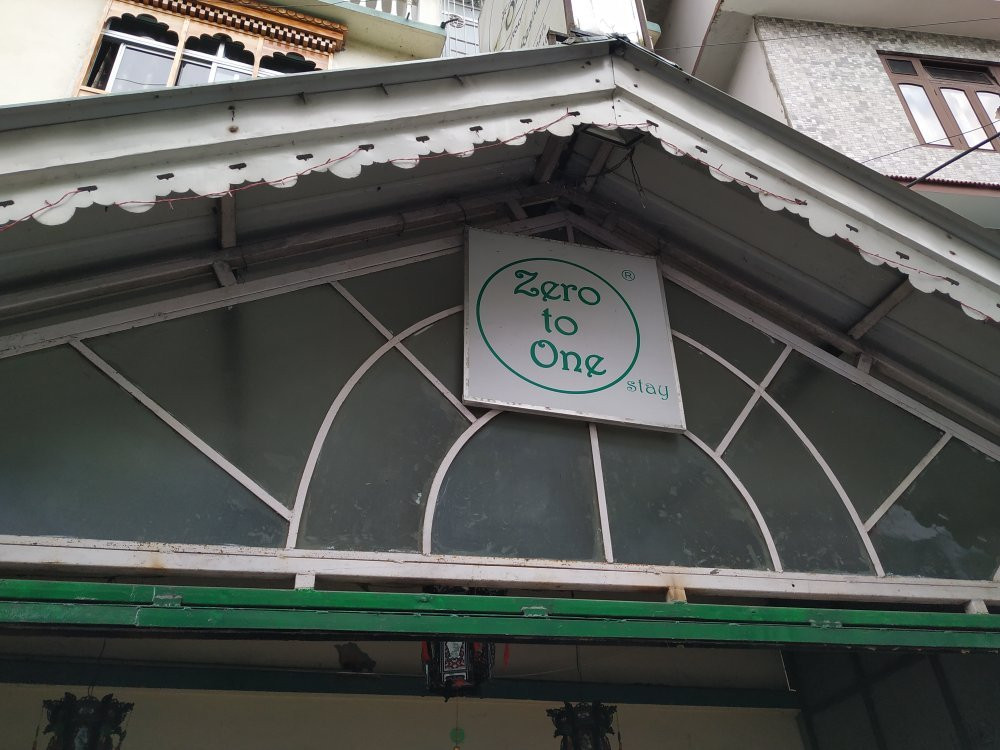 Zero ®
to
One
stay